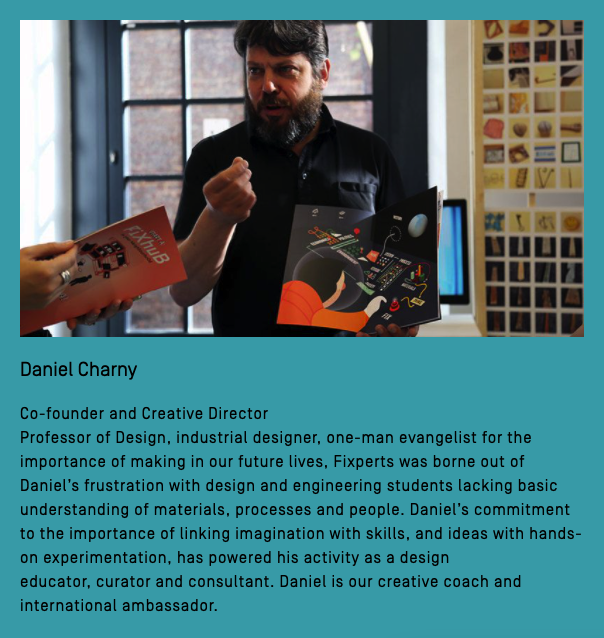 FIXhuB
FIX
Daniel Charny
Co-founder and Creative Director
Professor of Design, industrial designer, one-man evangelist for the
importance of making in our future lives, Fixperts was borne out of
Daniel's frustration with design and engineering students lacking basic
understanding of materials, processes and people. Daniel's commitment
to the importance of linking imagination with skills, and ideas with hands-
on experimentation, has powered his activity as a design
educator, curator and consultant. Daniel is our creative coach and
international ambassador.